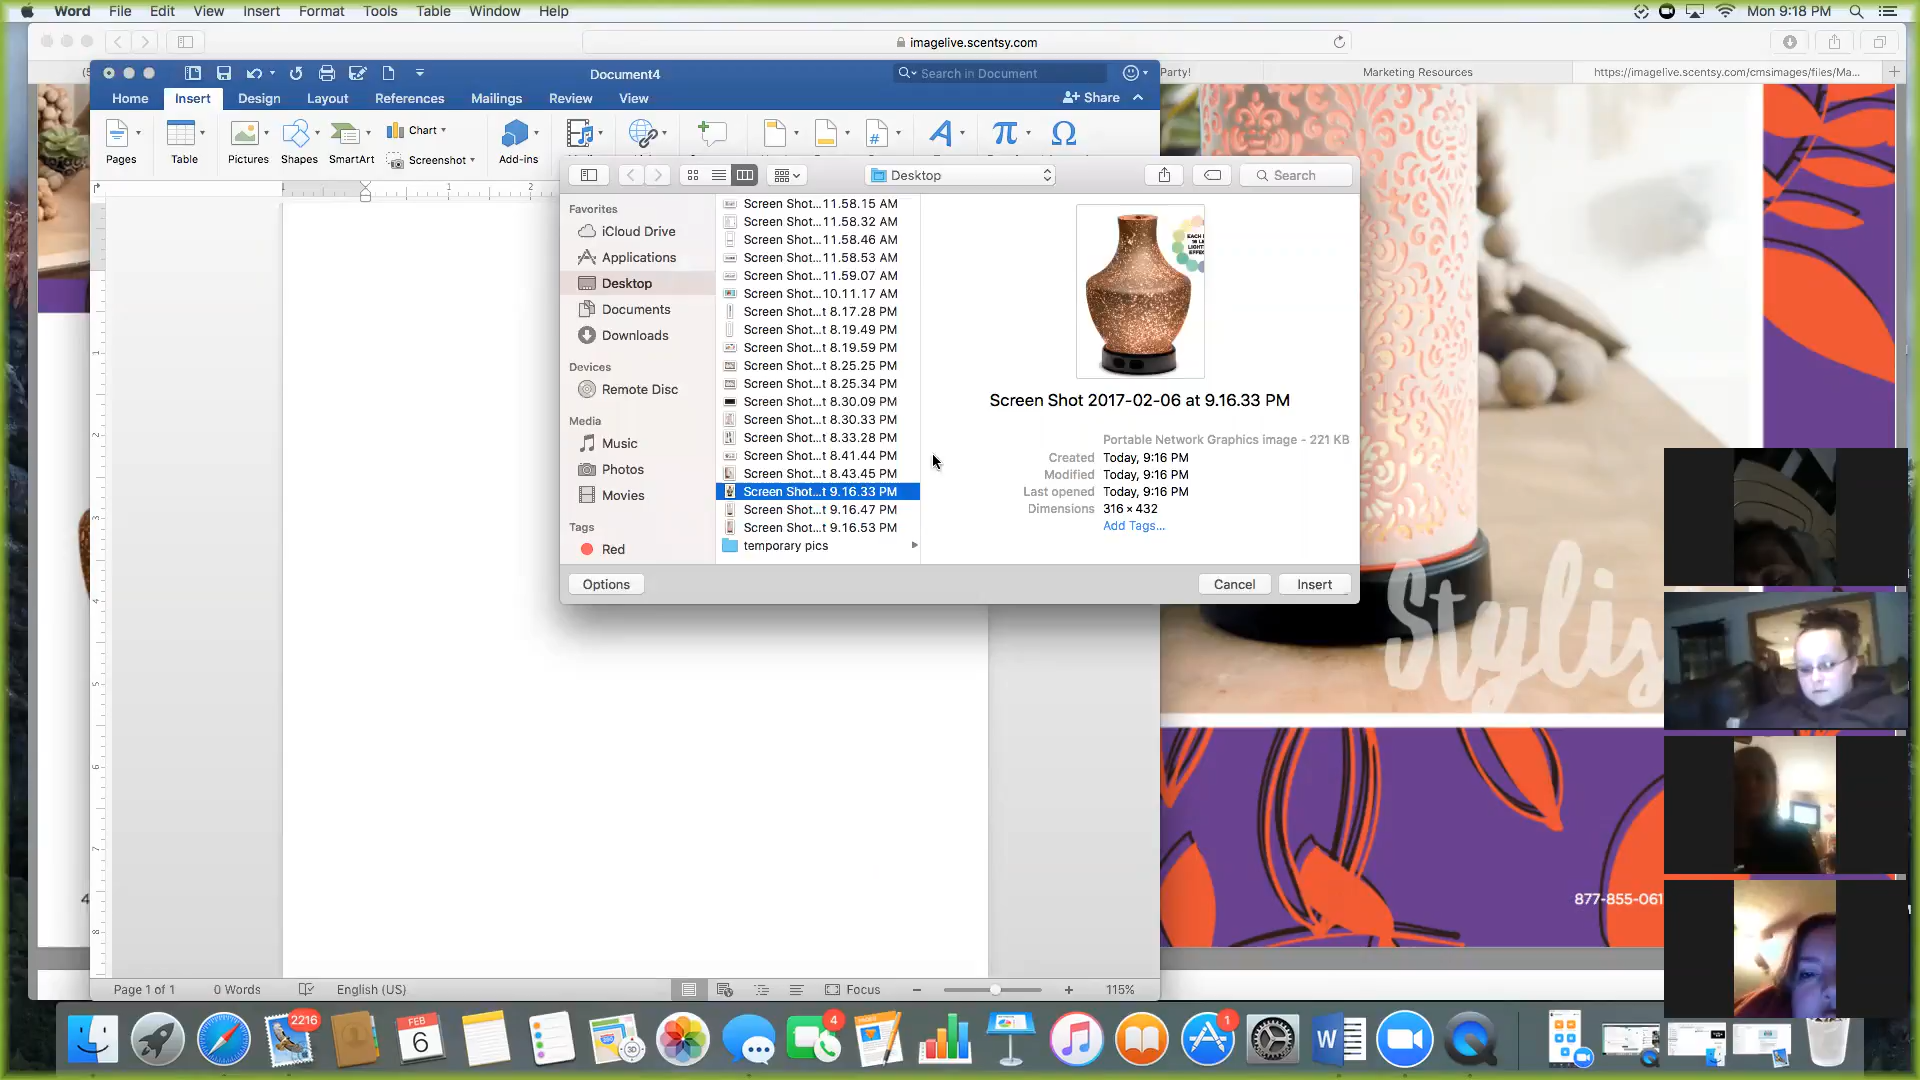 Word File Edit View Insert Format Tools Table Window Help Mon 9:18 PM
imagelive.scentsy.com
Party! Marketing Resources https://imagelive.scentsy.com/cmsimages/files/Ma...
Document4
Search in Document
Home Insert Design Layout References Mailings Review View
Share
Pages Table Pictures Shapes SmartArt Chart Screenshot Add-ins
1 2
Desktop
Search
Favorites
iCloud Drive
Applications
Desktop
Documents
Downloads
Devices
Remote Disc
Media
Music
Photos
Movies
Tags
Red
Screen Shot...11.58.15 AM
Screen Shot...11.58.32 AM
Screen Shot...11.58.46 AM
Screen Shot...11.58.53 AM
Screen Shot...11.59.07 AM
Screen Shot...10.11.17 AM
Screen Shot...t 8.17.28 PM
Screen Shot...t 8.19.49 PM
Screen Shot...t 8.19.59 PM
Screen Shot...t 8.25.25 PM
Screen Shot...t 8.25.34 PM
Screen Shot...t 8.30.09 PM
Screen Shot...t 8.30.33 PM
Screen Shot...t 8.33.28 PM
Screen Shot...t 8.41.44 PM
Screen Shot...t 8.43.45 PM
Screen Shot...t 9.16.33 PM
Screen Shot...t 9.16.47 PM
Screen Shot...t 9.16.53 PM
temporary pics
Screen Shot 2017-02-06 at 9.16.33 PM
Portable Network Graphics image - 221 KB
Created Today, 9:16 PM
Modified Today, 9:16 PM
Last opened Today, 9:16 PM
Dimensions 316 × 432
Add Tags...
Options Cancel Insert
Stylis
877-855-061
Page 1 of 1 0 Words English (US) Focus 115%
2216
FEB
6
4
1